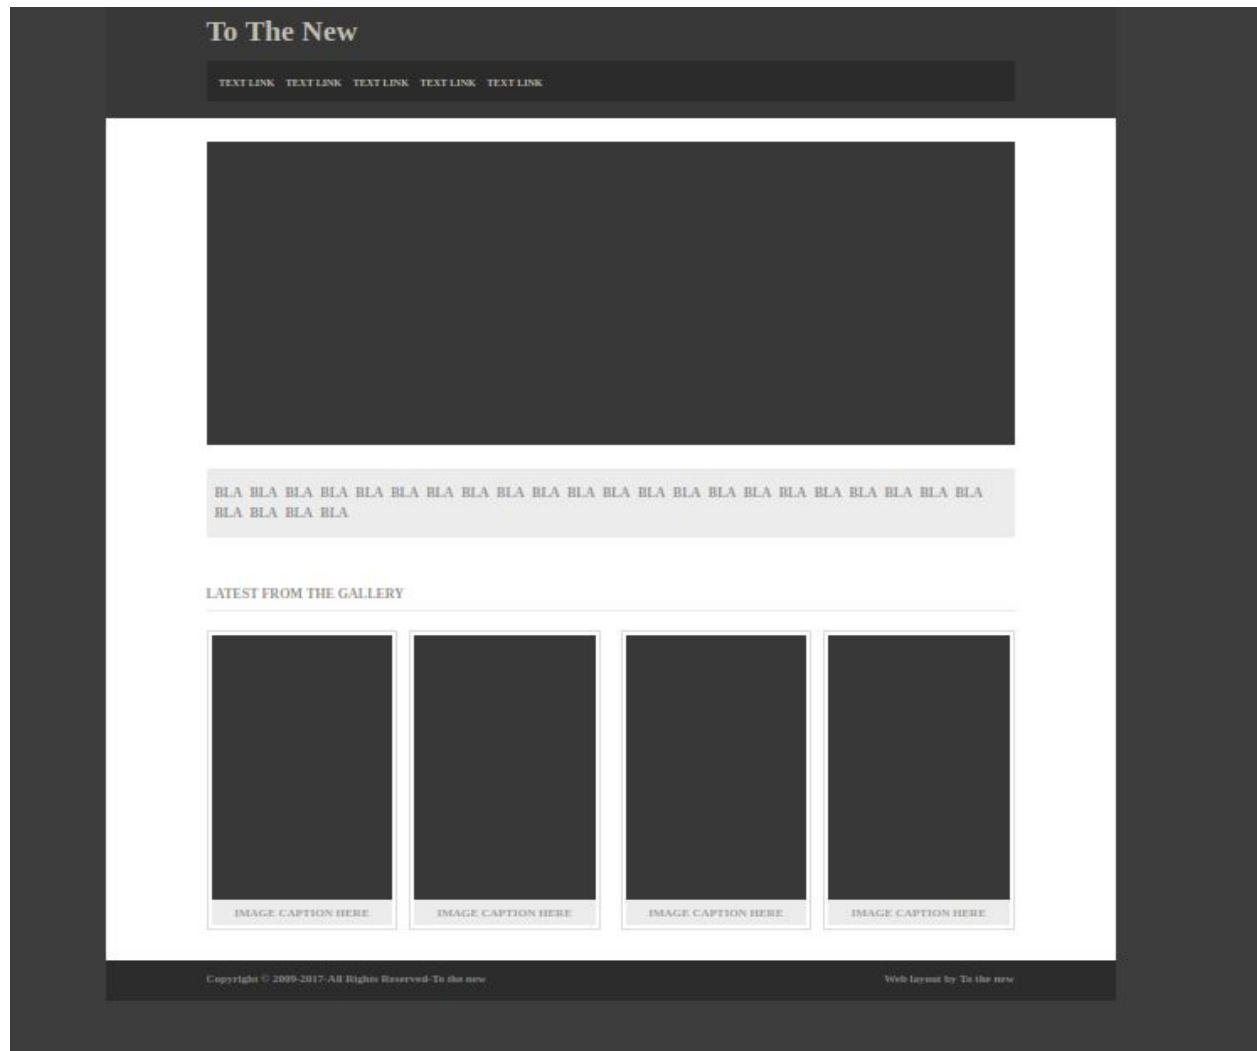 To The New
TEXT LINK TEXT LINK TEXT LINK TEXT LINK TEXT LINK
BLA BLA BLA BLA BLA BLA BLA BLA BLA BLA BLA BLA BLA BLA BLA BLA BLA BLA BLA BLA BLA BLA
BLA BLA BLA BLA
LATEST FROM THE GALLERY
IMAGE CAPTION HERE IMAGE CAPTION HERE IMAGE CAPTION HERE IMAGE CAPTION HERE
Copyright © 2009-2017-All Rights Reserved-To the new Web layout by To the new